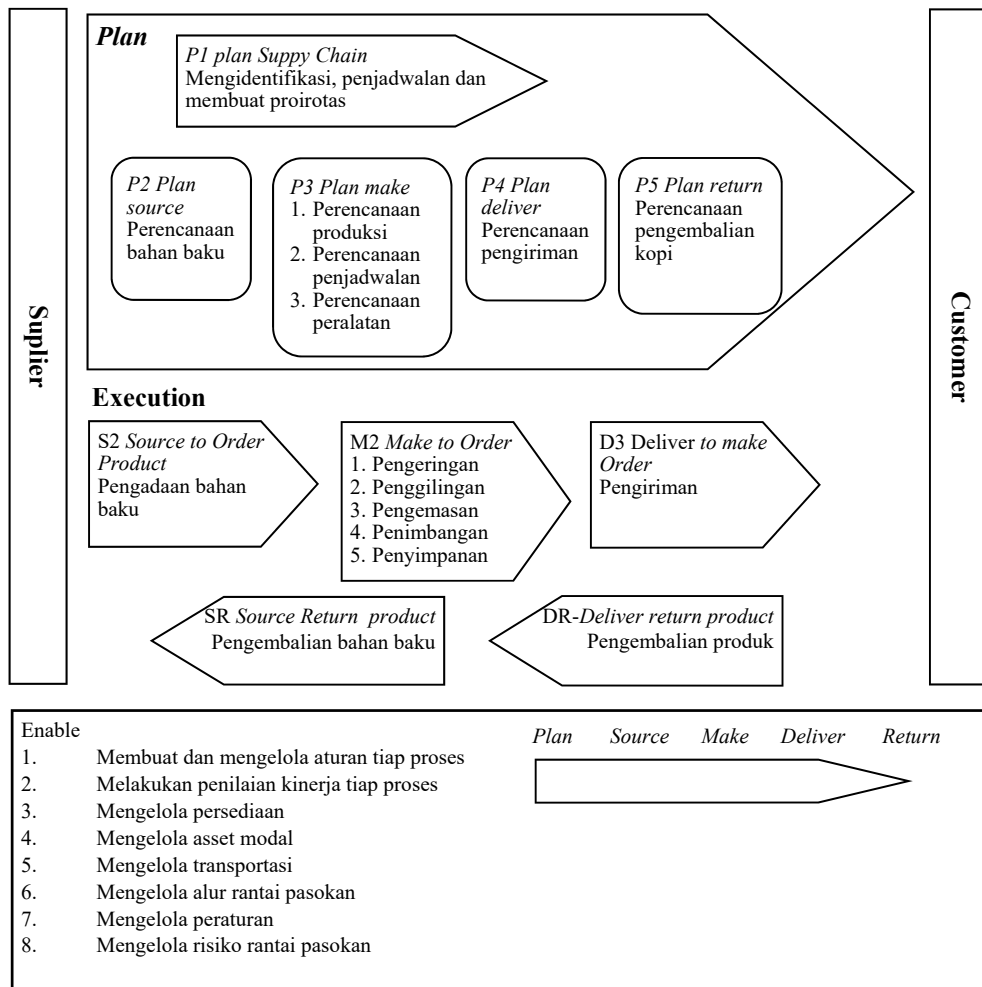 Plan
P1 plan Suppy Chain
Mengidentifikasi, penjadwalan dan
membuat proirotas
P2 Plan
source
Perencanaan
bahan baku
P3 Plan make
1. Perencanaan
produksi
2. Perencanaan
penjadwalan
3. Perencanaan
peralatan
P4 Plan
deliver
Perencanaan
pengiriman
P5 Plan return
Perencanaan
pengembalian
kopi
Suplier
Customer
Execution
S2 Source to Order
Product
Pengadaan bahan
baku
M2 Make to Order
1. Pengeringan
2. Penggilingan
3. Pengemasan
4. Penimbangan
5. Penyimpanan
D3 Deliver to make
Order
Pengiriman
SR Source Return product
Pengembalian bahan baku
DR-Deliver return product
Pengembalian produk
Enable
1. Membuat dan mengelola aturan tiap proses
2. Melakukan penilaian kinerja tiap proses
3. Mengelola persediaan
4. Mengelola asset modal
5. Mengelola transportasi
6. Mengelola alur rantai pasokan
7. Mengelola peraturan
8. Mengelola risiko rantai pasokan
Plan Source Make Deliver Return